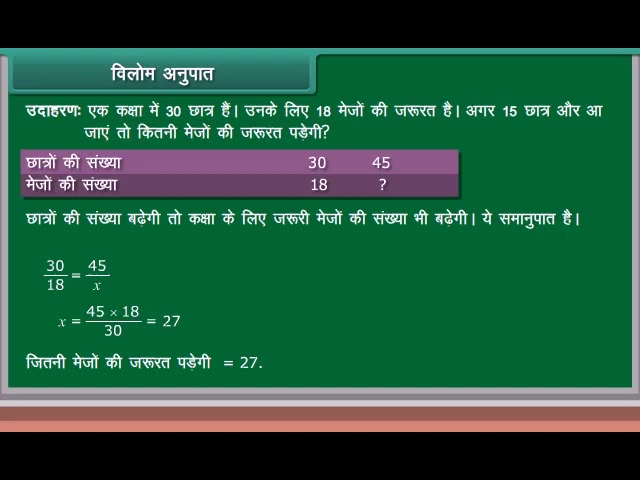 विलोम अनुपात
उदाहरणः एक कक्षा में 30 छात्र हैं। उनके लिए 18 मेजों की जरूरत है। अगर 15 छात्र और आ
जाएं तो कितनी मेजों की जरूरत पड़ेगी?
छात्रों की संख्या 30 45
मेजों की संख्या 18 ?
छात्रों की संख्या बढ़ेगी तो कक्षा के लिए जरूरी मेजों की संख्या भी बढ़ेगी। ये समानुपात है।
30/18 = 45/x
x = 45 × 18/30 = 27
जितनी मेजों की जरूरत पड़ेगी = 27.